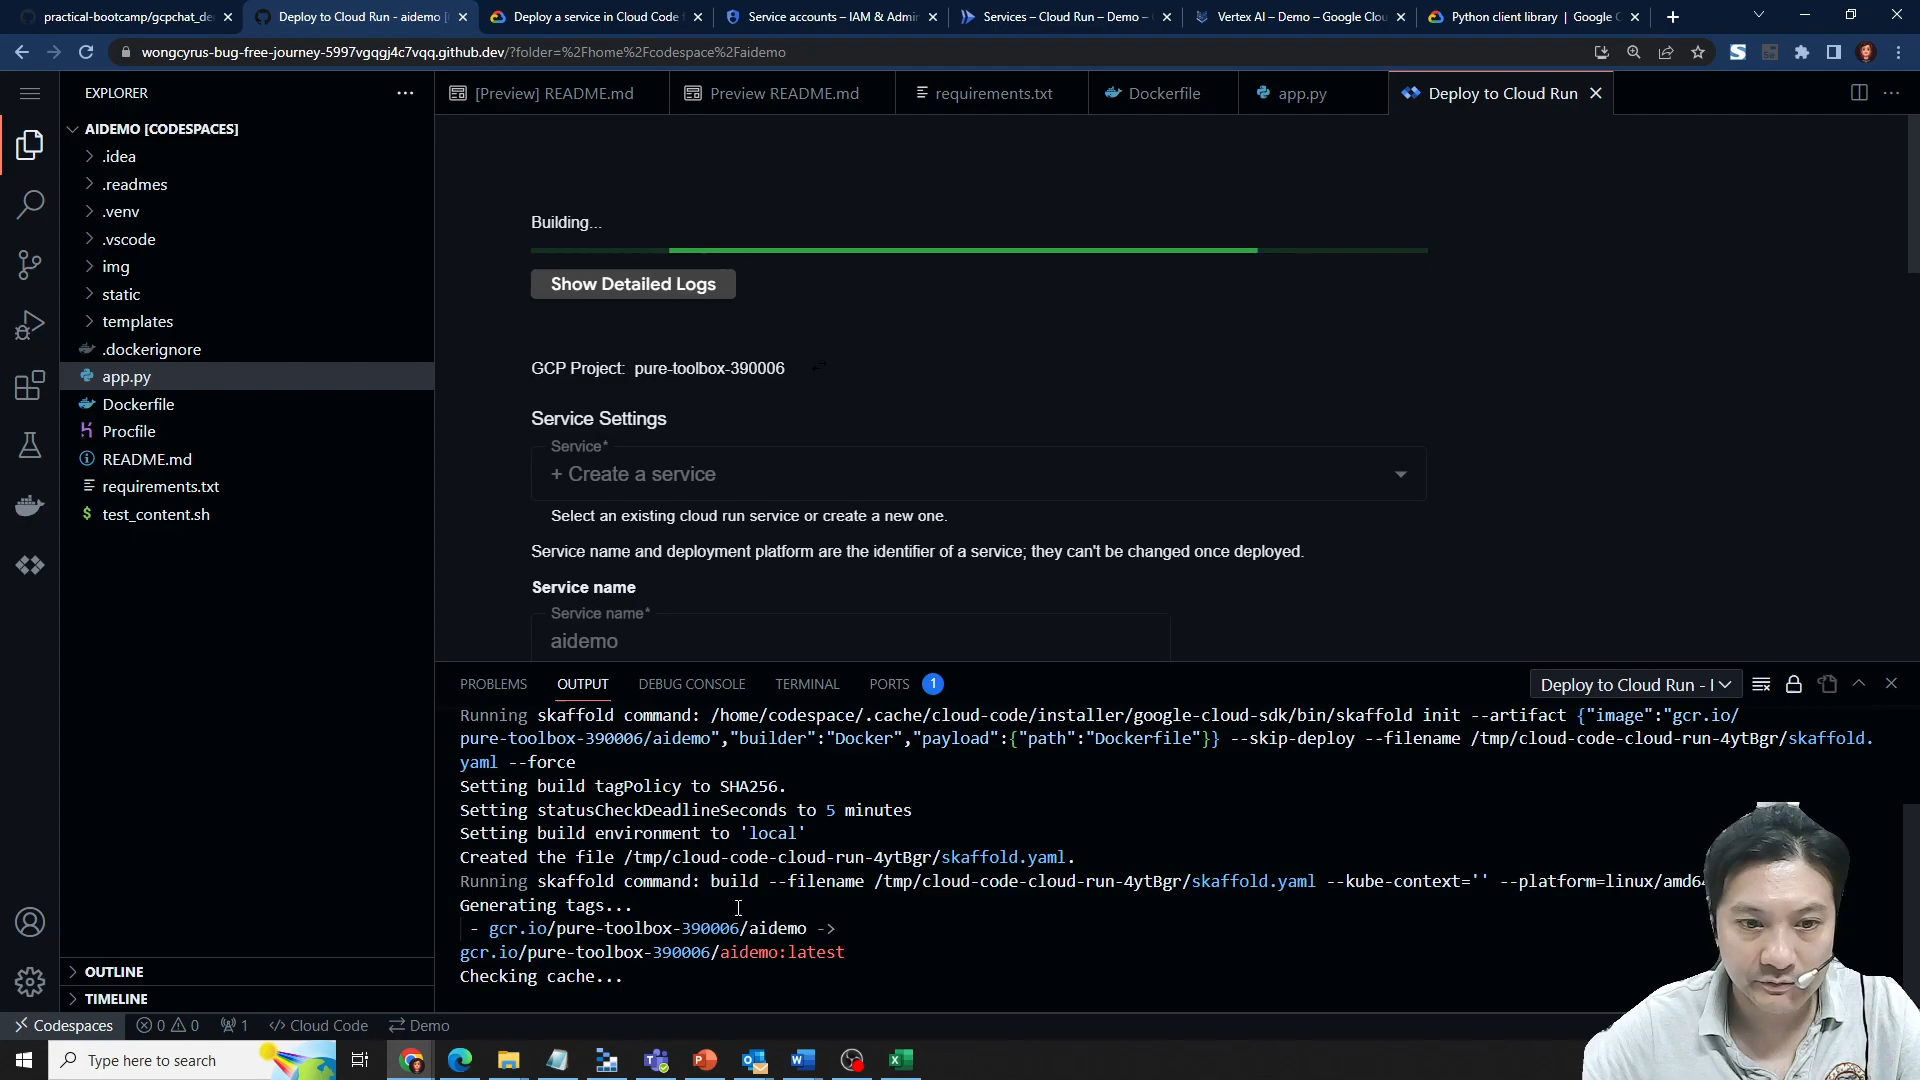 practical-bootcamp/gcpchat_de
Deploy to Cloud Run - aidemo [
Deploy a service in Cloud Code
Service accounts – IAM & Admin
Services – Cloud Run – Demo –
Vertex AI – Demo – Google Clou
Python client library | Google C
wongcyrus-bug-free-journey-5997vgqgj4c7vqq.github.dev/?folder=%2Fhome%2Fcodespace%2Faidemo
EXPLORER
[Preview] README.md
Preview README.md
requirements.txt
Dockerfile
app.py
Deploy to Cloud Run
AIDEMO [CODESPACES]
.idea
.readmes
.venv
.vscode
img
static
templates
.dockerignore
app.py
Dockerfile
Procfile
README.md
requirements.txt
test_content.sh
OUTLINE
TIMELINE
Building...
Show Detailed Logs
GCP Project: pure-toolbox-390006
Service Settings
Service*
+ Create a service
Select an existing cloud run service or create a new one.
Service name and deployment platform are the identifier of a service; they can't be changed once deployed.
Service name
Service name*
aidemo
PROBLEMS
OUTPUT
DEBUG CONSOLE
TERMINAL
PORTS
1
Deploy to Cloud Run - I
Running skaffold command: /home/codespace/.cache/cloud-code/installer/google-cloud-sdk/bin/skaffold init --artifact {"image":"gcr.io/
pure-toolbox-390006/aidemo","builder":"Docker","payload":{"path":"Dockerfile"}} --skip-deploy --filename /tmp/cloud-code-cloud-run-4ytBgr/skaffold.
yaml --force
Setting build tagPolicy to SHA256.
Setting statusCheckDeadlineSeconds to 5 minutes
Setting build environment to 'local'
Created the file /tmp/cloud-code-cloud-run-4ytBgr/skaffold.yaml.
Running skaffold command: build --filename /tmp/cloud-code-cloud-run-4ytBgr/skaffold.yaml --kube-context='' --platform=linux/amd64
Generating tags...
- gcr.io/pure-toolbox-390006/aidemo ->
gcr.io/pure-toolbox-390006/aidemo:latest
Checking cache...
Codespaces
0
0
1
Cloud Code
Demo
Type here to search